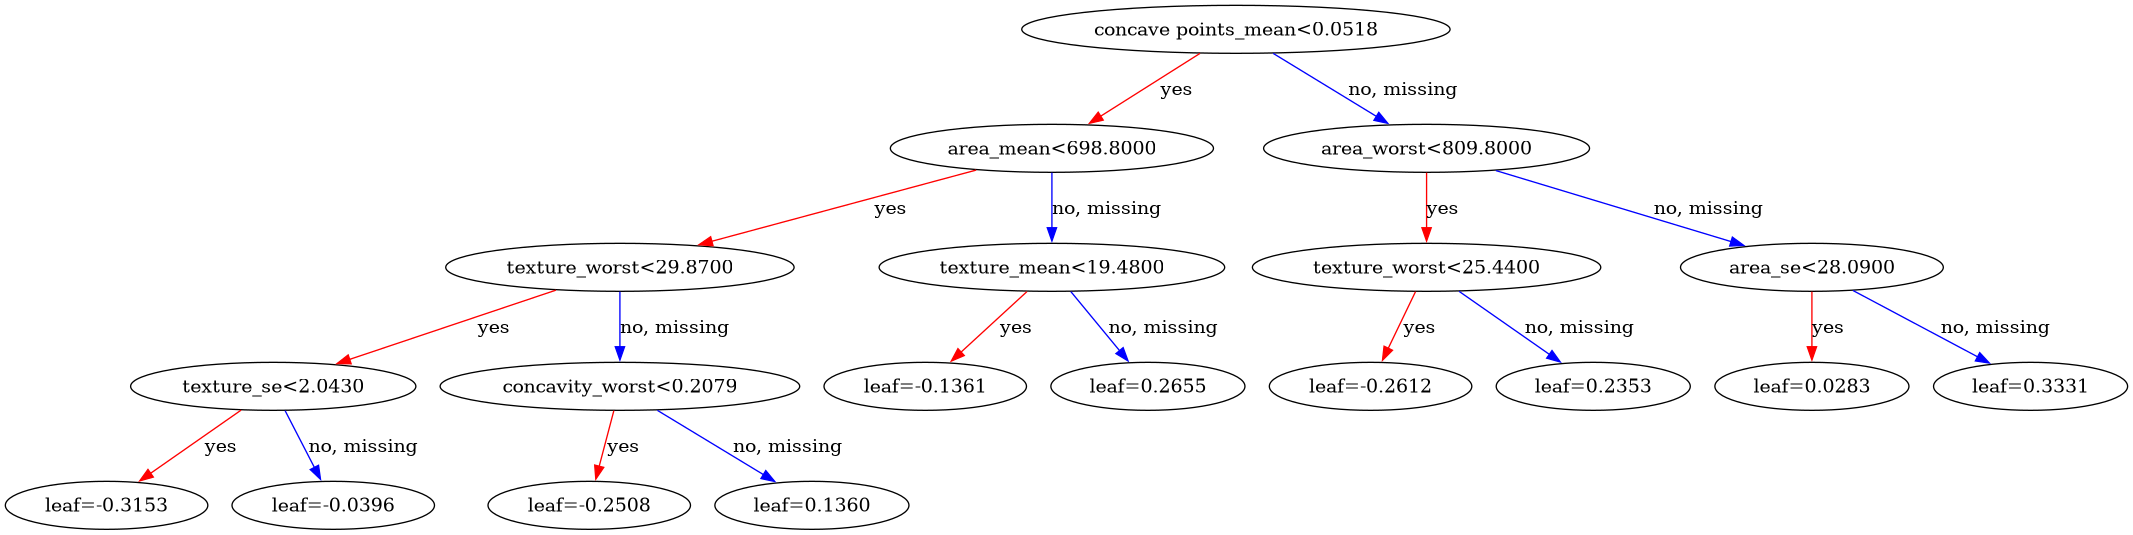 concave points_mean<0.0518
yes
no, missing
area_mean<698.8000
area_worst<809.8000
yes
no, missing
yes
no, missing
texture_worst<29.8700
texture_mean<19.4800
texture_worst<25.4400
area_se<28.0900
yes
no, missing
yes
no, missing
yes
no, missing
yes
no, missing
texture_se<2.0430
concavity_worst<0.2079
leaf=-0.1361
leaf=0.2655
leaf=-0.2612
leaf=0.2353
leaf=0.0283
leaf=0.3331
yes
no, missing
yes
no, missing
leaf=-0.3153
leaf=-0.0396
leaf=-0.2508
leaf=0.1360